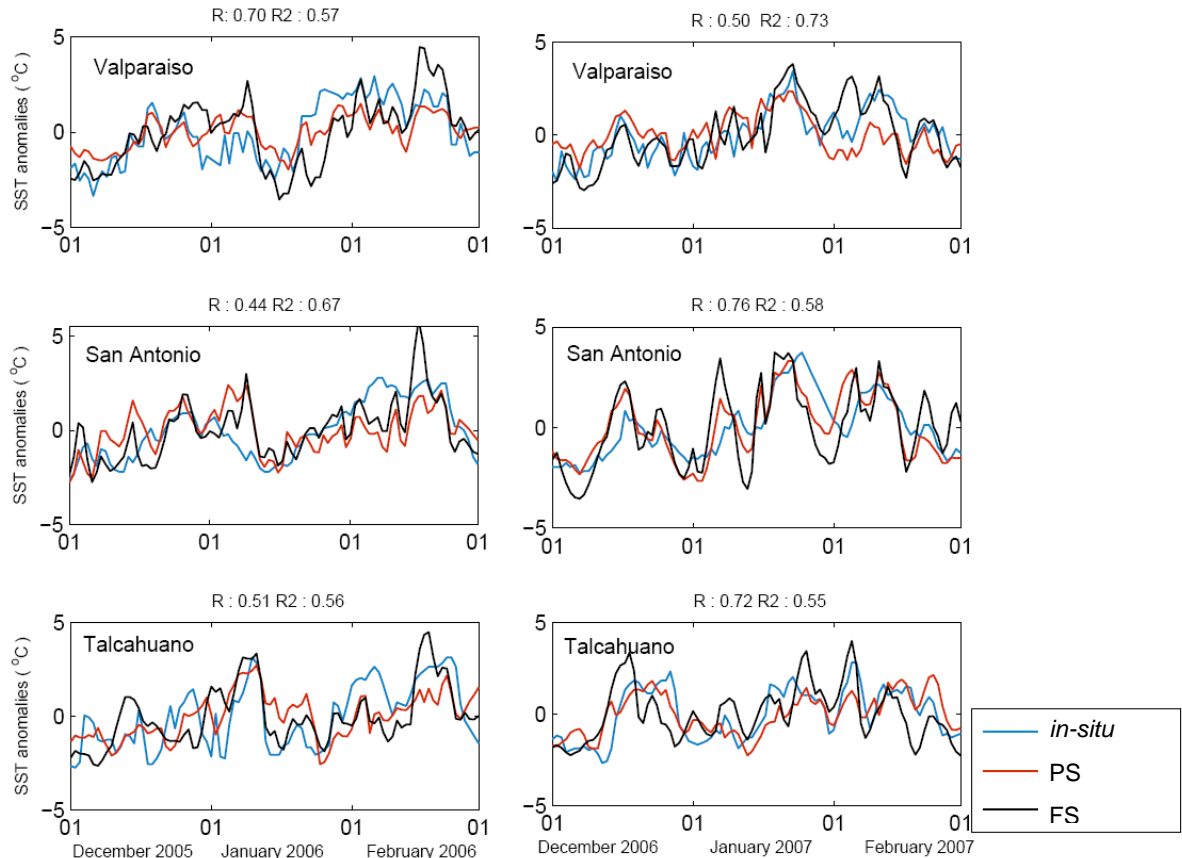 R: 0.70 R2 : 0.57
R : 0.50 R2 : 0.73
SST anomalies ( °C)
5
0
−5
Valparaiso
01 01 01 01
5
0
−5
Valparaiso
01 01 01 01
R : 0.44 R2 : 0.67
R : 0.76 R2 : 0.58
SST anomalies ( °C)
5
0
−5
San Antonio
01 01 01 01
5
0
−5
San Antonio
01 01 01 01
R : 0.51 R2 : 0.56
R : 0.72 R2 : 0.55
SST anomalies ( °C)
5
0
−5
Talcahuano
01 01 01 01
December 2005 January 2006 February 2006
5
0
−5
Talcahuano
01 01 01 01
December 2006 January 2007 February 2007
in-situ
PS
FS